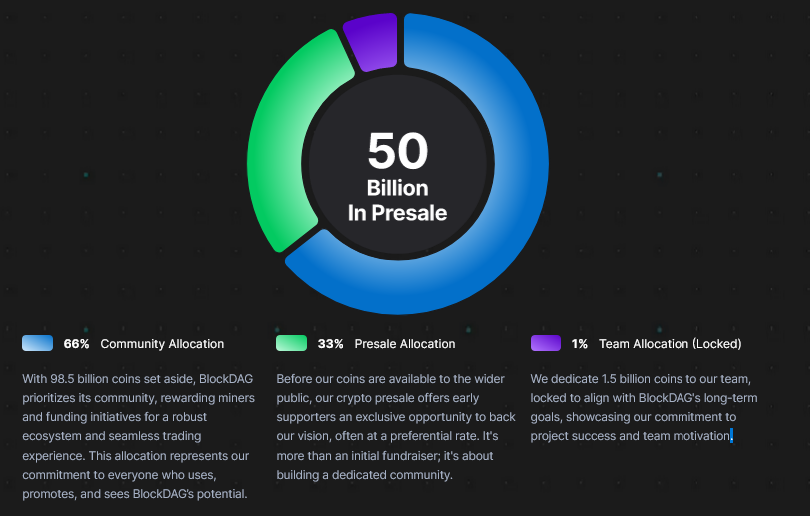 50
Billion
In Presale
66% Community Allocation
With 98.5 billion coins set aside, BlockDAG
prioritizes its community, rewarding miners
and funding initiatives for a robust
ecosystem and seamless trading
experience. This allocation represents our
commitment to everyone who uses,
promotes, and sees BlockDAG's potential.
33% Presale Allocation
Before our coins are available to the wider
public, our crypto presale offers early
supporters an exclusive opportunity to back
our vision, often at a preferential rate. It's
more than an initial fundraiser; it's about
building a dedicated community.
1% Team Allocation (Locked)
We dedicate 1.5 billion coins to our team,
locked to align with BlockDAG's long-term
goals, showcasing our commitment to
project success and team motivation.